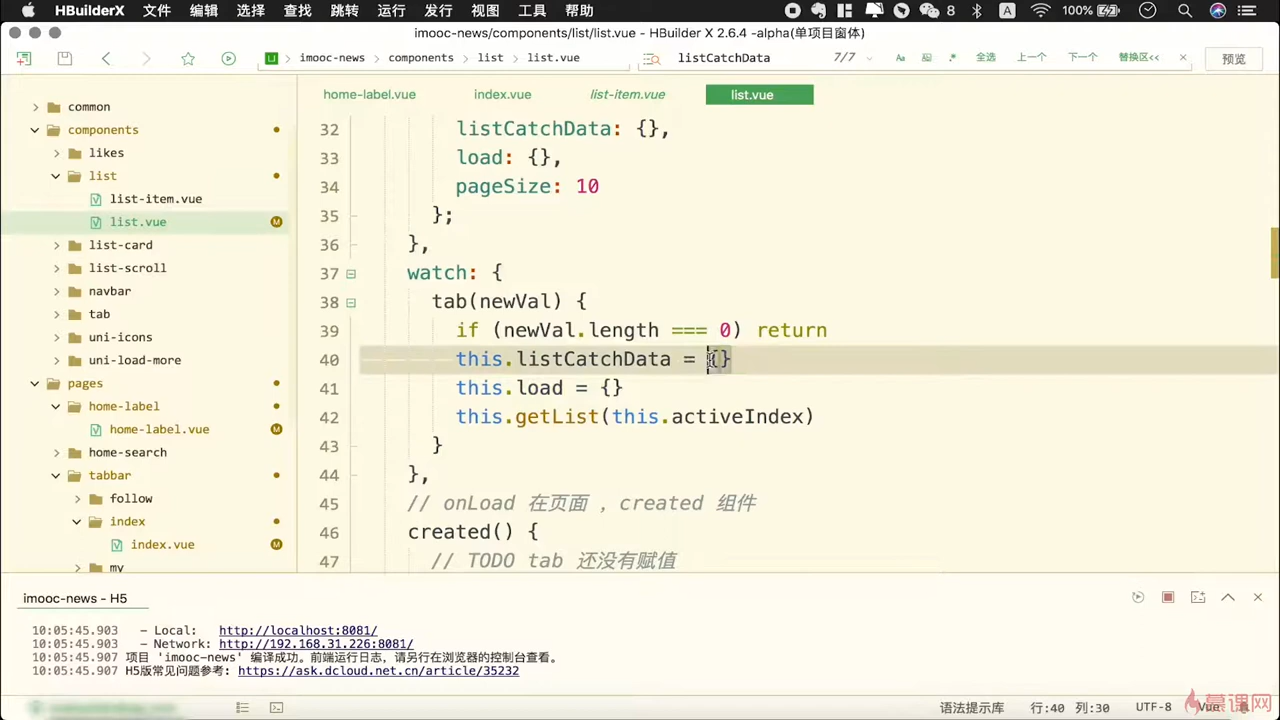 HBuilderX 文件 编辑 选择 查找 跳转 运行 发行 视图 工具 帮助 8 A 100%
imooc-news/components/list/list.vue - HBuilder X 2.6.4 -alpha(单项目窗体)
imooc-news components list list.vue listCatchData 7/7 Aa 全选 上一个 下一个 替换区<< 预览
home-label.vue index.vue list-item.vue list.vue
common
components
likes
list
list-item.vue
list.vue M
list-card
list-scroll
navbar
tab
uni-icons
uni-load-more
pages
home-label
home-label.vue M
home-search
tabbar
follow
index
index.vue M
my
32 listCatchData: {},
33 load: {},
34 pageSize: 10
35 };
36 },
37 watch: {
38 tab(newVal) {
39 if (newVal.length === 0) return
40 this.listCatchData = {}
41 this.load = {}
42 this.getList(this.activeIndex)
43 }
44 },
45 // onLoad 在页面 ，created 组件
46 created() {
47 // TODO tab 还没有赋值
imooc-news - H5
10:05:45.903 - Local: http://localhost:8081/
10:05:45.903 - Network: http://192.168.31.226:8081/
10:05:45.907 项目 'imooc-news' 编译成功。前端运行日志，请另行在浏览器的控制台查看。
10:05:45.907 H5版常见问题参考: https://ask.dcloud.net.cn/article/35232
语法提示库 行:40 列:30 UTF-8 Vue
慕课网